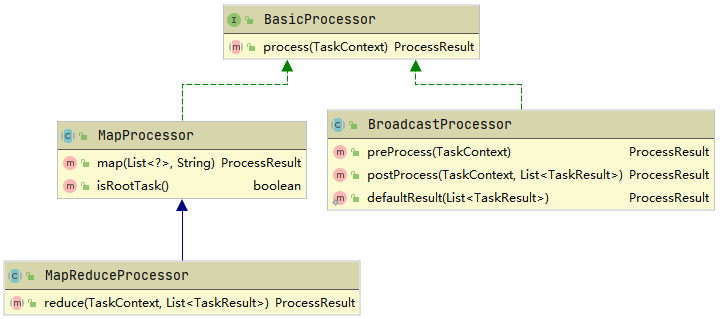 I BasicProcessor
m process(TaskContext) ProcessResult
C MapProcessor
m map(List<?>, String) ProcessResult
m isRootTask() boolean
C BroadcastProcessor
m preProcess(TaskContext) ProcessResult
m postProcess(TaskContext, List<TaskResult>) ProcessResult
m defaultResult(List<TaskResult>) ProcessResult
C MapReduceProcessor
m reduce(TaskContext, List<TaskResult>) ProcessResult